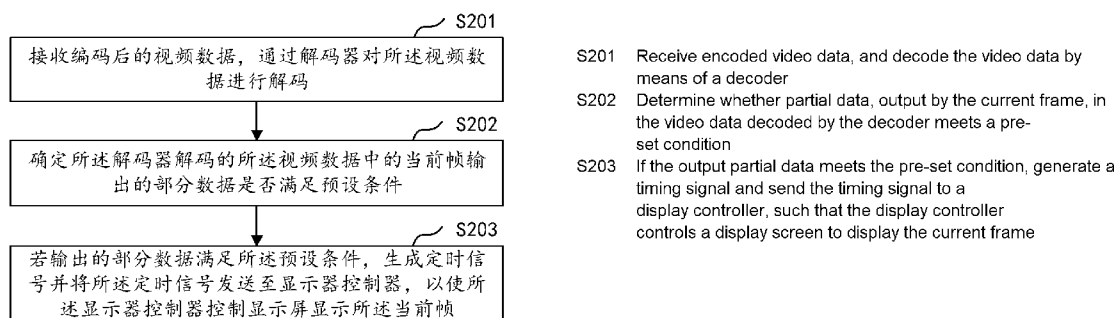 S201
接收编码后的视频数据，通过解码器对所述视频数
据进行解码
S202
确定所述解码器解码的所述视频数据中的当前帧输
出的部分数据是否满足预设条件
S203
若输出的部分数据满足所述预设条件，生成定时信
号并将所述定时信号发送至显示器控制器，以使所
述显示器控制器控制显示屏显示所述当前帧
S201 Receive encoded video data, and decode the video data by
means of a decoder
S202 Determine whether partial data, output by the current frame, in
the video data decoded by the decoder meets a pre-
set condition
S203 If the output partial data meets the pre-set condition, generate a
timing signal and send the timing signal to a
display controller, such that the display controller
controls a display screen to display the current frame